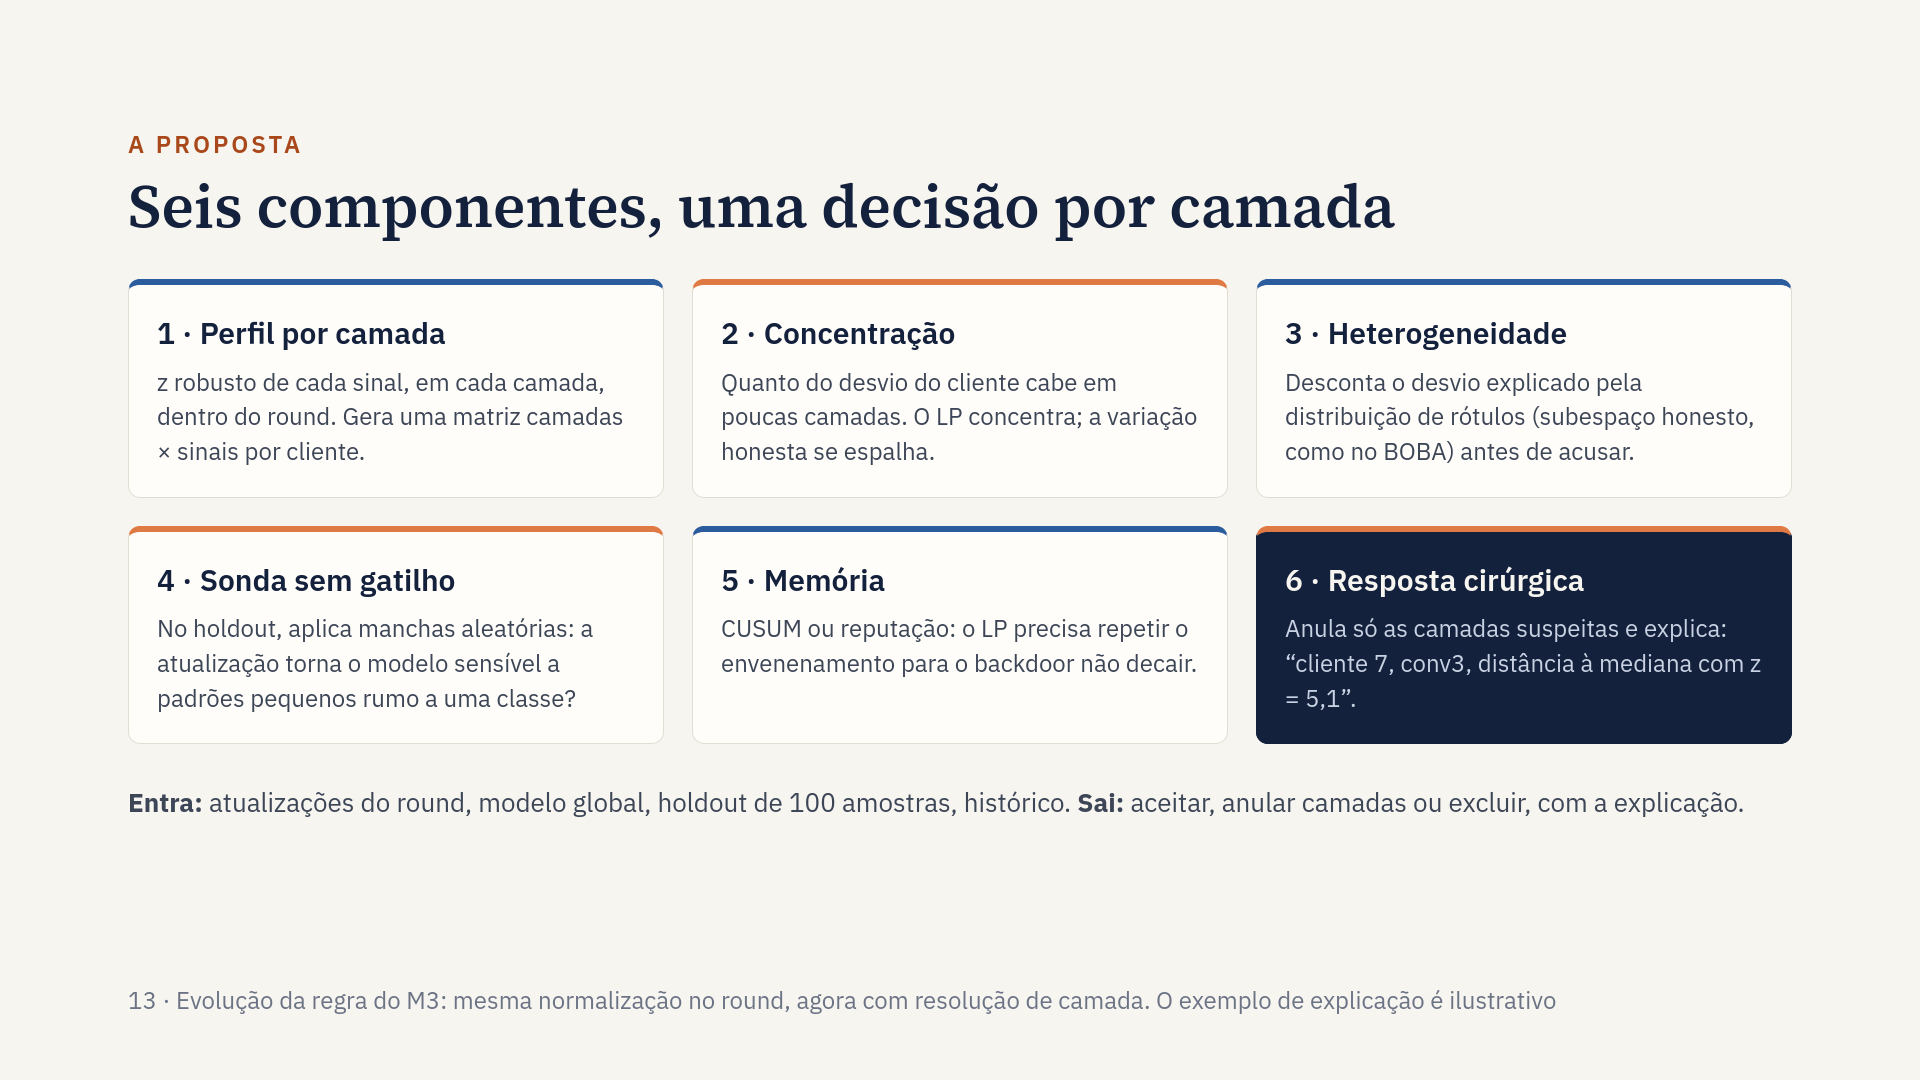 A PROPOSTA
Seis componentes, uma decisão por camada
1 · Perfil por camada
z robusto de cada sinal, em cada camada,
dentro do round. Gera uma matriz camadas
× sinais por cliente.
2 · Concentração
Quanto do desvio do cliente cabe em
poucas camadas. O LP concentra; a variação
honesta se espalha.
3 · Heterogeneidade
Desconta o desvio explicado pela
distribuição de rótulos (subespaço honesto,
como no BOBA) antes de acusar.
4 · Sonda sem gatilho
No holdout, aplica manchas aleatórias: a
atualização torna o modelo sensível a
padrões pequenos rumo a uma classe?
5 · Memória
CUSUM ou reputação: o LP precisa repetir o
envenenamento para o backdoor não decair.
6 · Resposta cirúrgica
Anula só as camadas suspeitas e explica:
“cliente 7, conv3, distância à mediana com z
= 5,1”.
Entra: atualizações do round, modelo global, holdout de 100 amostras, histórico. Sai: aceitar, anular camadas ou excluir, com a explicação.
13 · Evolução da regra do M3: mesma normalização no round, agora com resolução de camada. O exemplo de explicação é ilustrativo